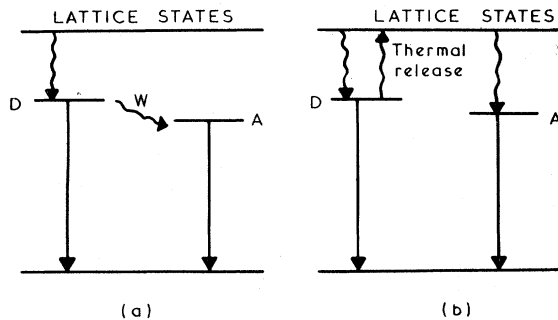 LATTICE STATES
D
W
A
(a)
LATTICE STATES
Thermal
release
D
A
(b)